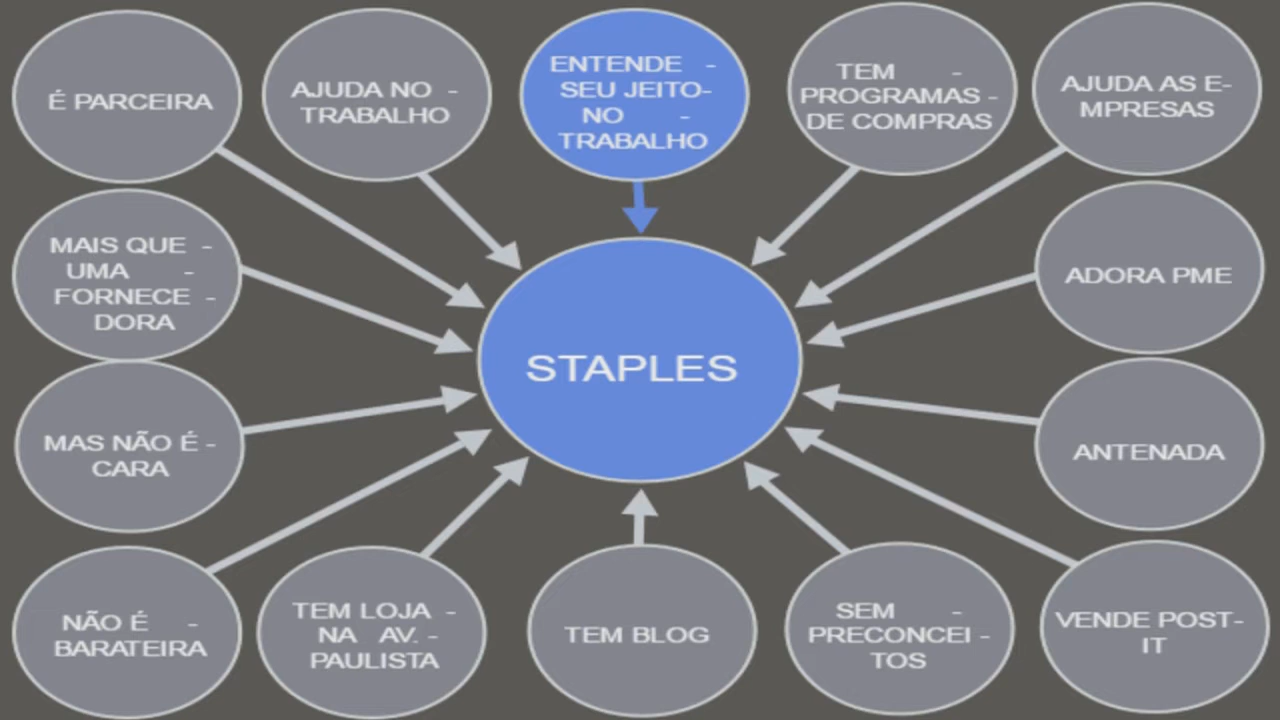 É PARCEIRA
AJUDA NO -
TRABALHO
ENTENDE -
SEU JEITO-
NO -
TRABALHO
TEM -
PROGRAMAS -
DE COMPRAS
AJUDA AS E-
MPRESAS
MAIS QUE -
UMA -
FORNECE -
DORA
ADORA PME
STAPLES
MAS NÃO É -
CARA
ANTENADA
NÃO É -
BARATEIRA
TEM LOJA -
NA AV. -
PAULISTA
TEM BLOG
SEM -
PRECONCEI -
TOS
VENDE POST-
IT